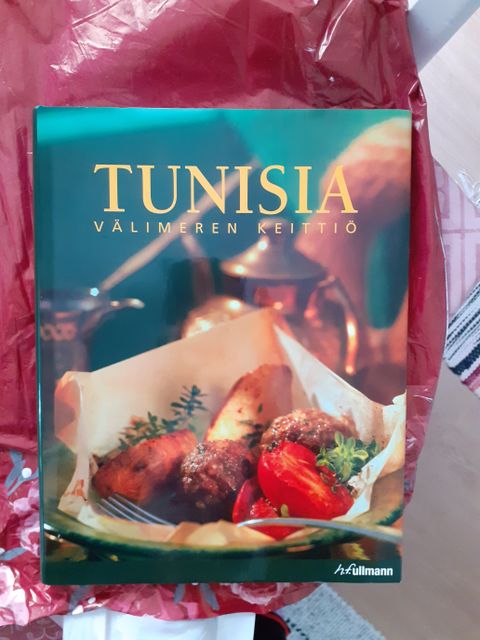 TUNISIA
VÄLIMEREN KEITTIÖ
h.f.ullmann